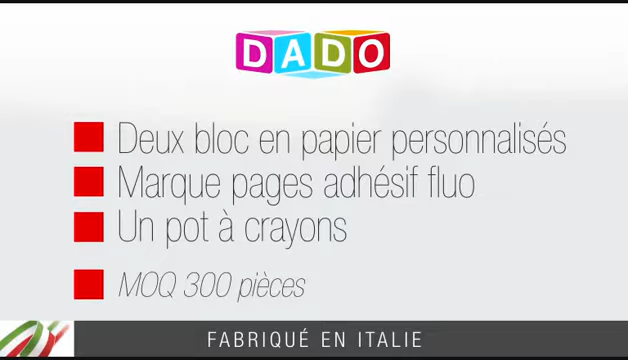 DADO
Deux bloc en papier personnalisés
Marque pages adhésif fluo
Un pot à crayons
MOQ 300 pièces
FABRIQUÉ EN ITALIE